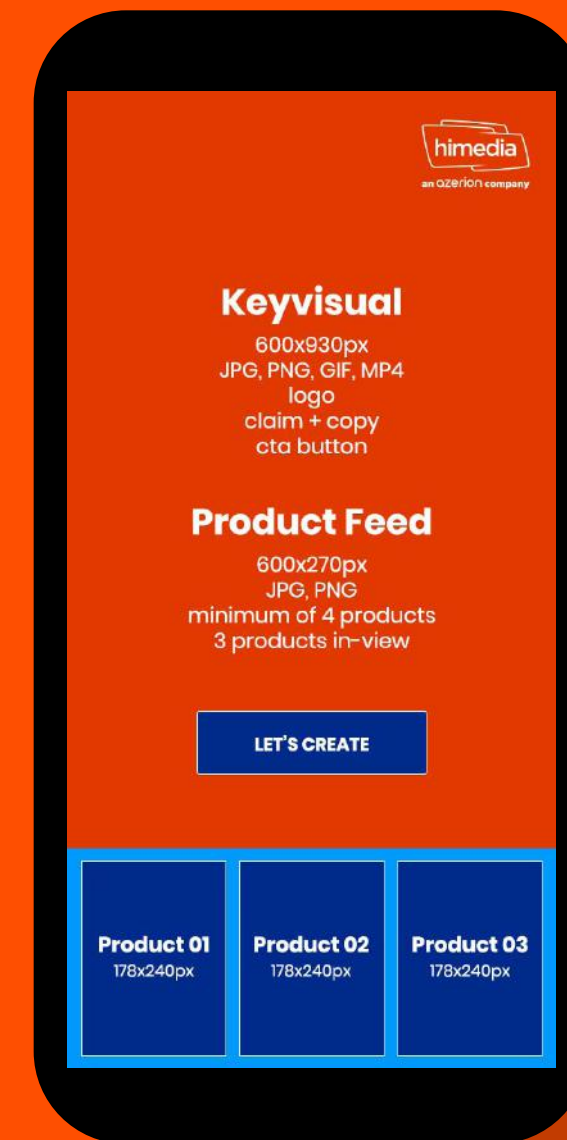 himedia
an azerion company
Keyvisual
600x930px
JPG, PNG, GIF, MP4
logo
claim + copy
cta button
Product Feed
600x270px
JPG, PNG
minimum of 4 products
3 products in-view
LET'S CREATE
Product 01
178x240px
Product 02
178x240px
Product 03
178x240px